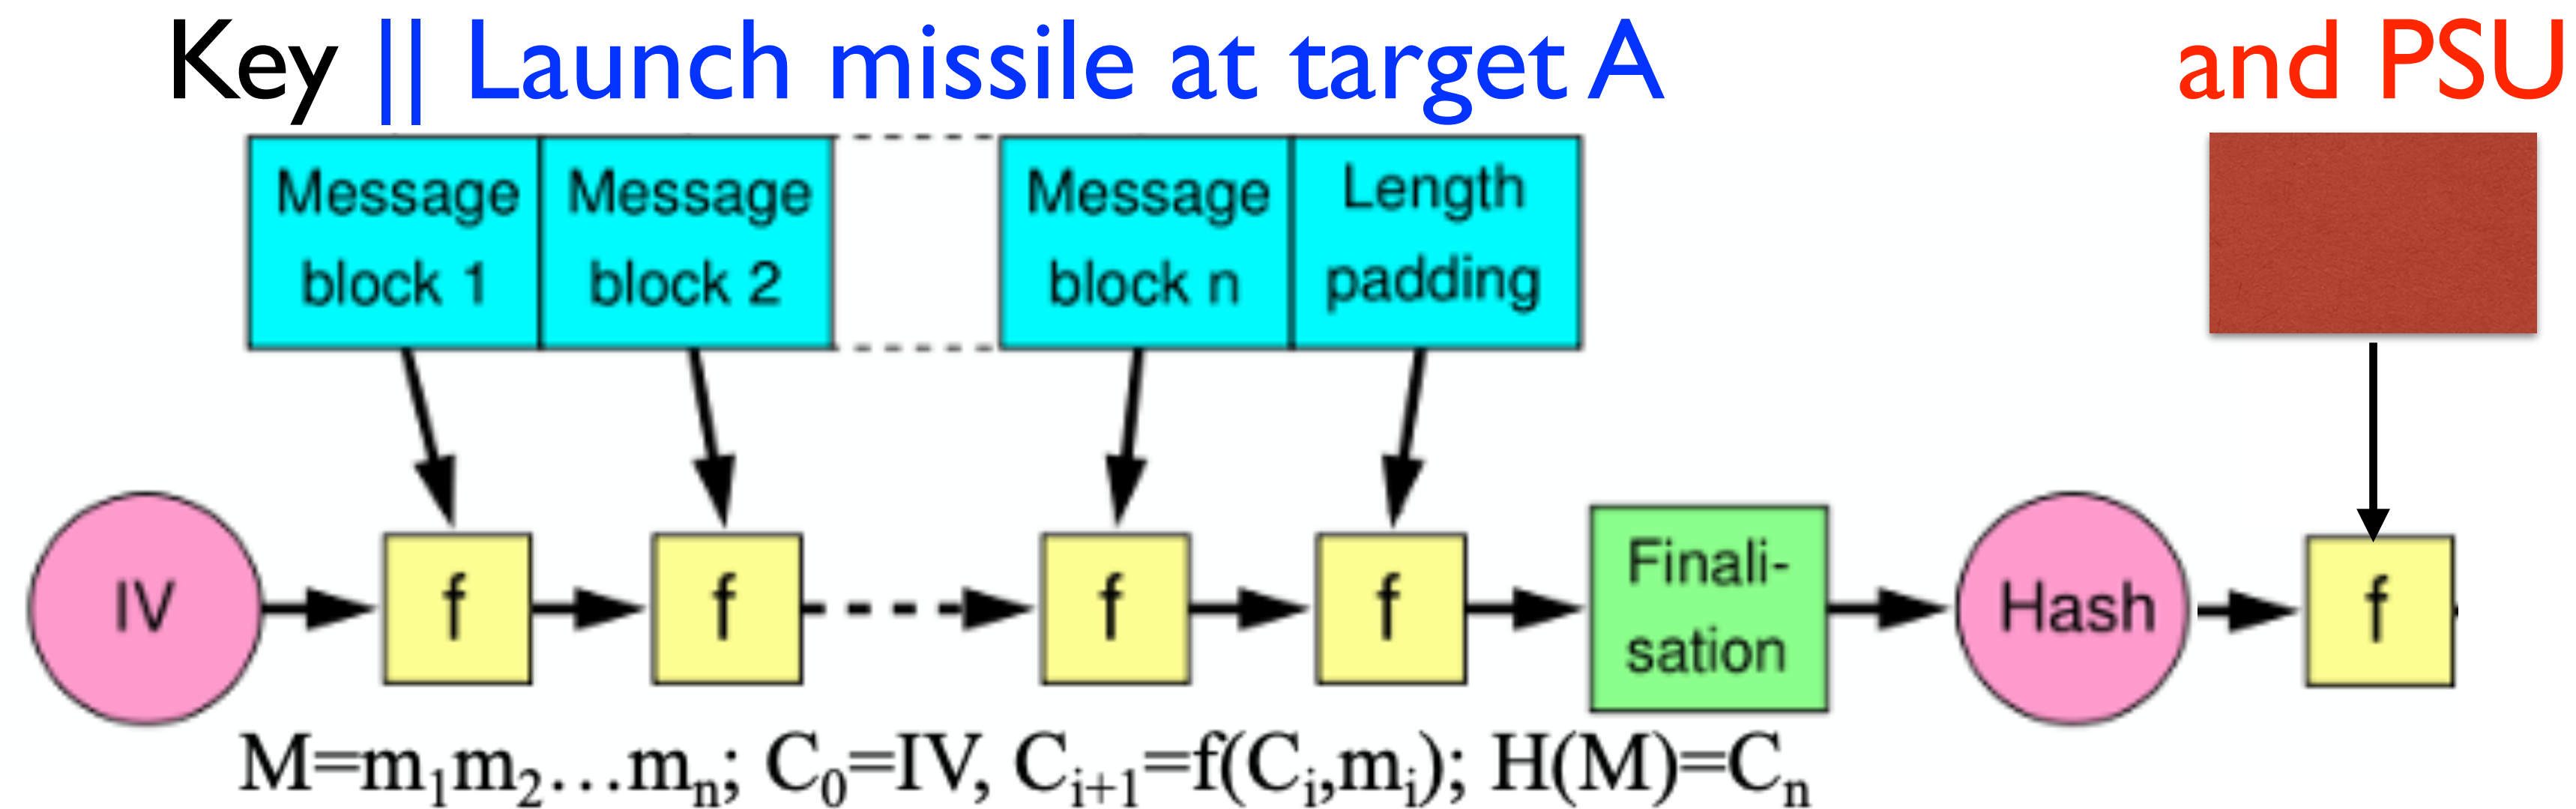 Key || Launch missile at target A and PSU
Message block 1
Message block 2
Message block n
Length padding
IV
f
f
f
f
Finali-
sation
Hash
f
M=m₁m₂...mₙ; C₀=IV, Cᵢ₊₁=f(Cᵢ,mᵢ); H(M)=Cₙ